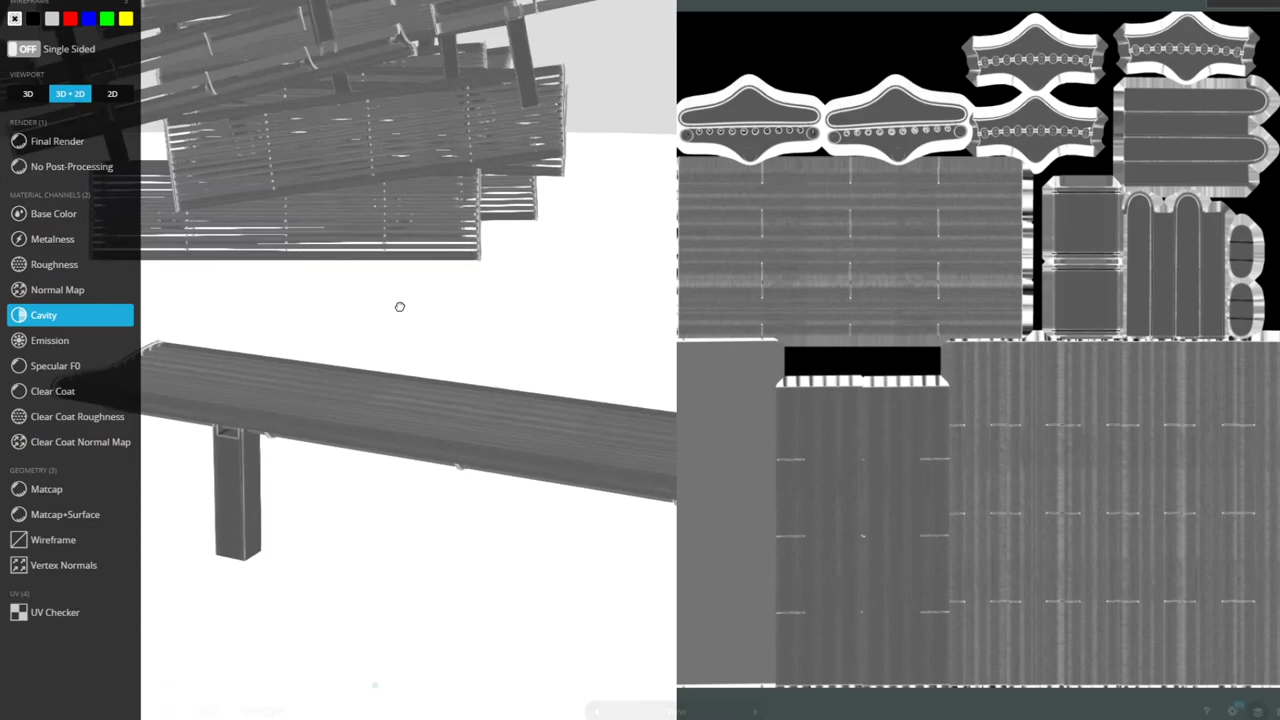 WIREFRAME
OFF Single Sided
VIEWPORT
3D 3D + 2D 2D
RENDER (1)
Final Render
No Post-Processing
MATERIAL CHANNELS (2)
Base Color
Metalness
Roughness
Normal Map
Cavity
Emission
Specular F0
Clear Coat
Clear Coat Roughness
Clear Coat Normal Map
GEOMETRY (3)
Matcap
Matcap+Surface
Wireframe
Vertex Normals
UV (4)
UV Checker
?